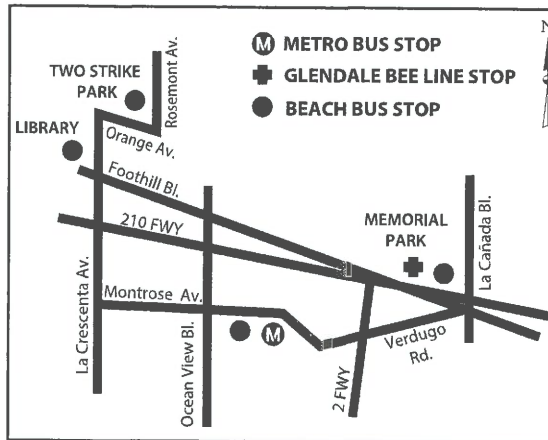 N
METRO BUS STOP
GLENDALE BEE LINE STOP
BEACH BUS STOP
TWO STRIKE
PARK
Rosemont Av.
LIBRARY
Orange Av.
Foothill Bl.
210 FWY
MEMORIAL
PARK
La Cañada Bl.
La Crescenta Av.
Montrose Av.
Ocean View Bl.
M
Verdugo
Rd.
2 FWY